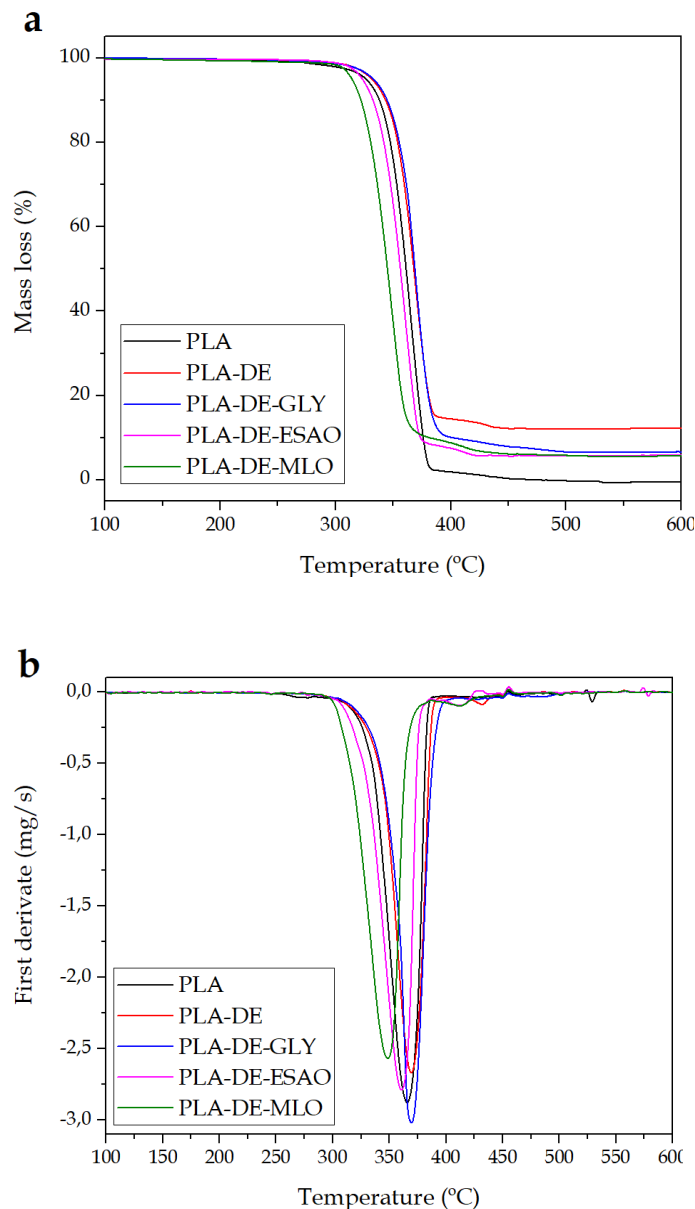 a
100
80
60
40
20
0
Mass loss (%)
PLA
PLA-DE
PLA-DE-GLY
PLA-DE-ESAO
PLA-DE-MLO
100 200 300 400 500 600
Temperature (ºC)
b
0,0
-0,5
-1,0
-1,5
-2,0
-2,5
-3,0
First derivate (mg/s)
PLA
PLA-DE
PLA-DE-GLY
PLA-DE-ESAO
PLA-DE-MLO
100 150 200 250 300 350 400 450 500 550 600
Temperature (ºC)